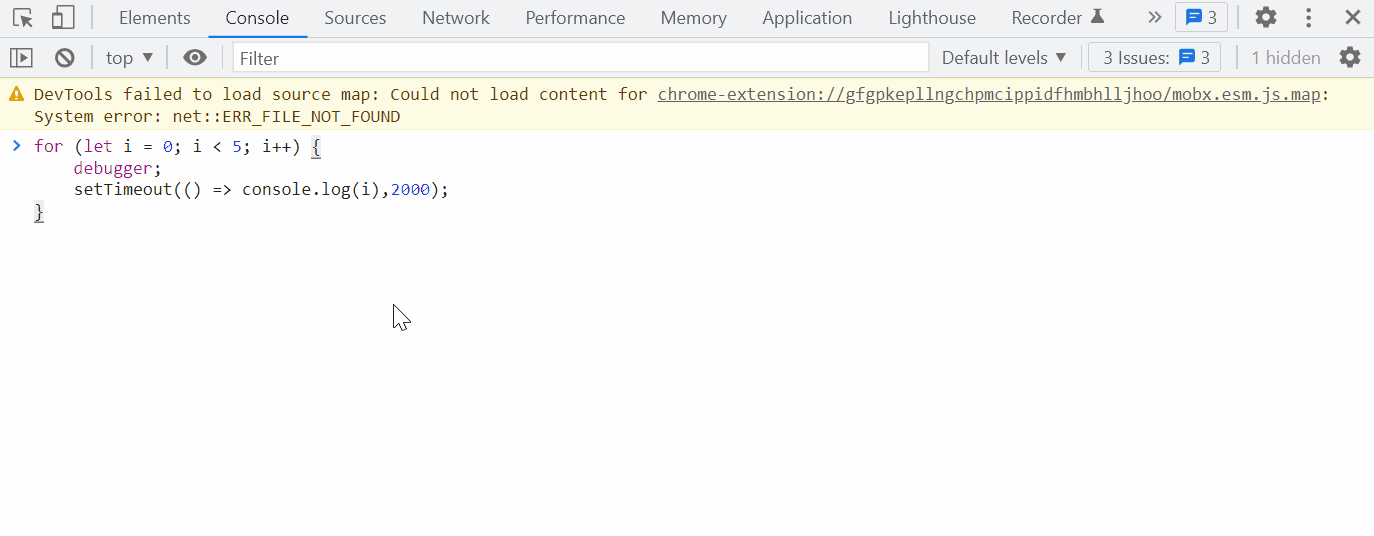 Elements Console Sources Network Performance Memory Application Lighthouse Recorder » 3
top ▼ Filter Default levels ▼ 3 Issues: 3 1 hidden
DevTools failed to load source map: Could not load content for chrome-extension://gfgpkepllngchpmcippidfhmbhlljhoo/mobx.esm.js.map:
System error: net::ERR_FILE_NOT_FOUND
> for (let i = 0; i < 5; i++) {
    debugger;
    setTimeout(() => console.log(i),2000);
}